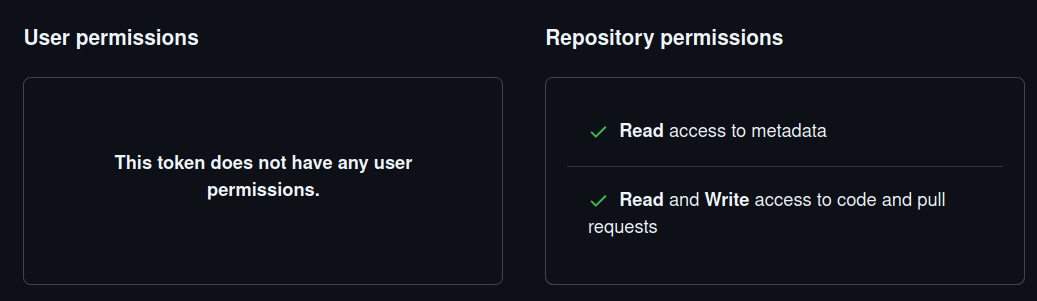 User permissions
This token does not have any user
permissions.
Repository permissions
Read access to metadata
Read and Write access to code and pull
requests